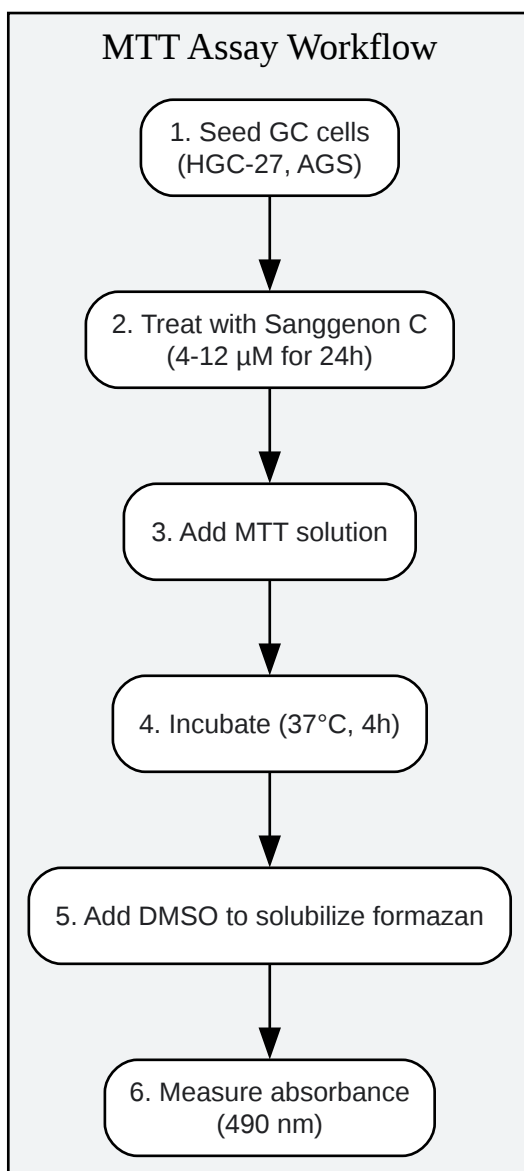 MTT Assay Workflow
1. Seed GC cells
(HGC-27, AGS)
2. Treat with Sanggenon C
(4-12 µM for 24h)
3. Add MTT solution
4. Incubate (37°C, 4h)
5. Add DMSO to solubilize formazan
6. Measure absorbance
(490 nm)